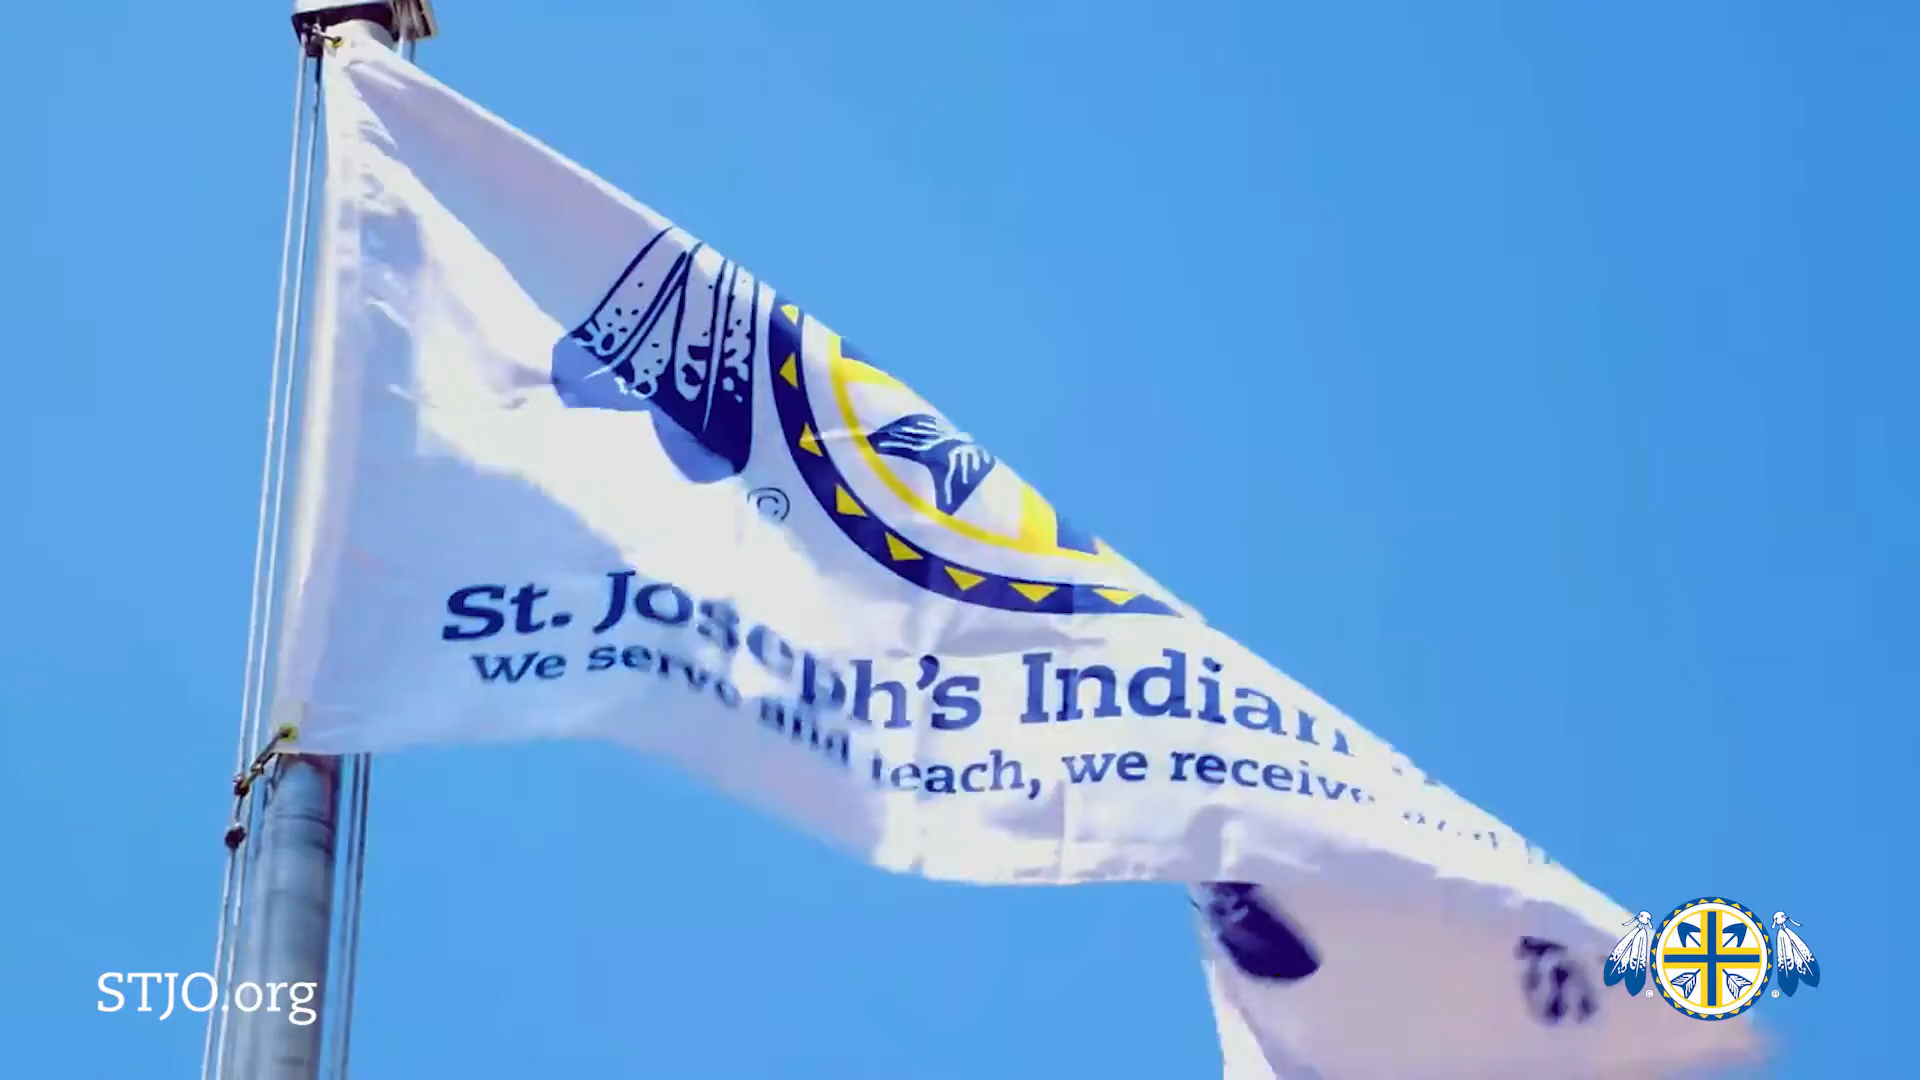 ©
St. Joseph's Indian
We serve and teach, we receive
STJO.org